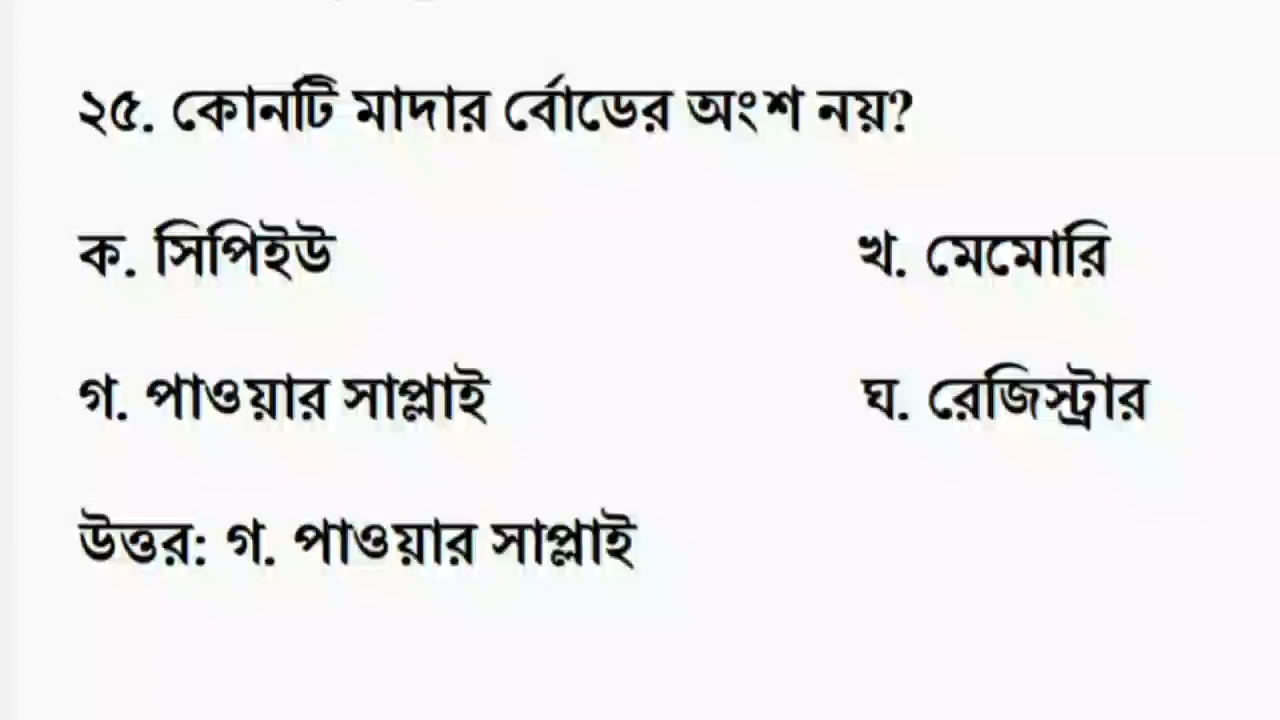 ২৫. কোনটি মাদার র্বোডের অংশ নয়?
ক. সিপিইউ খ. মেমোরি
গ. পাওয়ার সাপ্লাই ঘ. রেজিস্ট্রার
উত্তর: গ. পাওয়ার সাপ্লাই